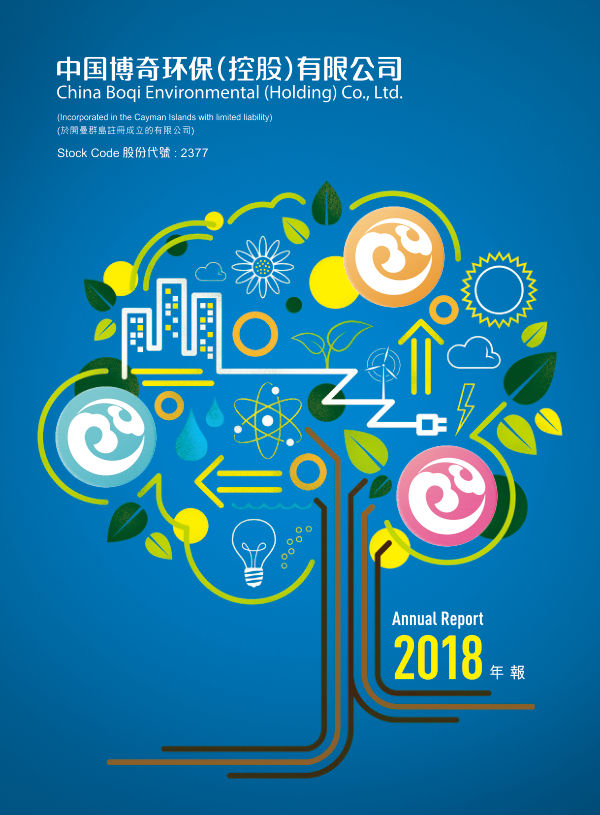 中国博奇环保(控股)有限公司
China Boqi Environmental (Holding) Co., Ltd.
(Incorporated in the Cayman Islands with limited liability)
(於開曼群島註冊成立的有限公司)
Stock Code 股份代號 : 2377
Annual Report
2018 年報